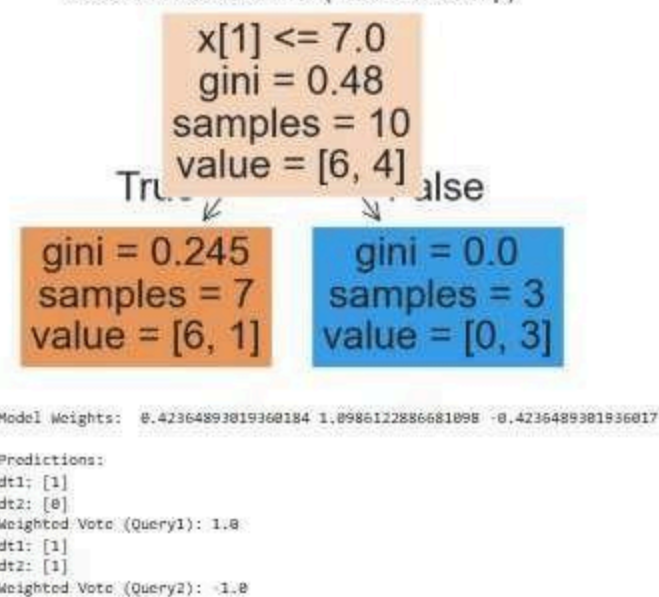 x[1] <= 7.0
gini = 0.48
samples = 10
value = [6, 4]
gini = 0.245
samples = 7
value = [6, 1]
gini = 0.0
samples = 3
value = [0, 3]
Model Weights: 0.42364893019360184 1.0986122886681098 -0.4236489301936017
Predictions:
dt1: [1]
dt2: [0]
Weighted Vote (Query1): 1.0
dt1: [1]
dt2: [1]
Weighted Vote (Query2): -1.0